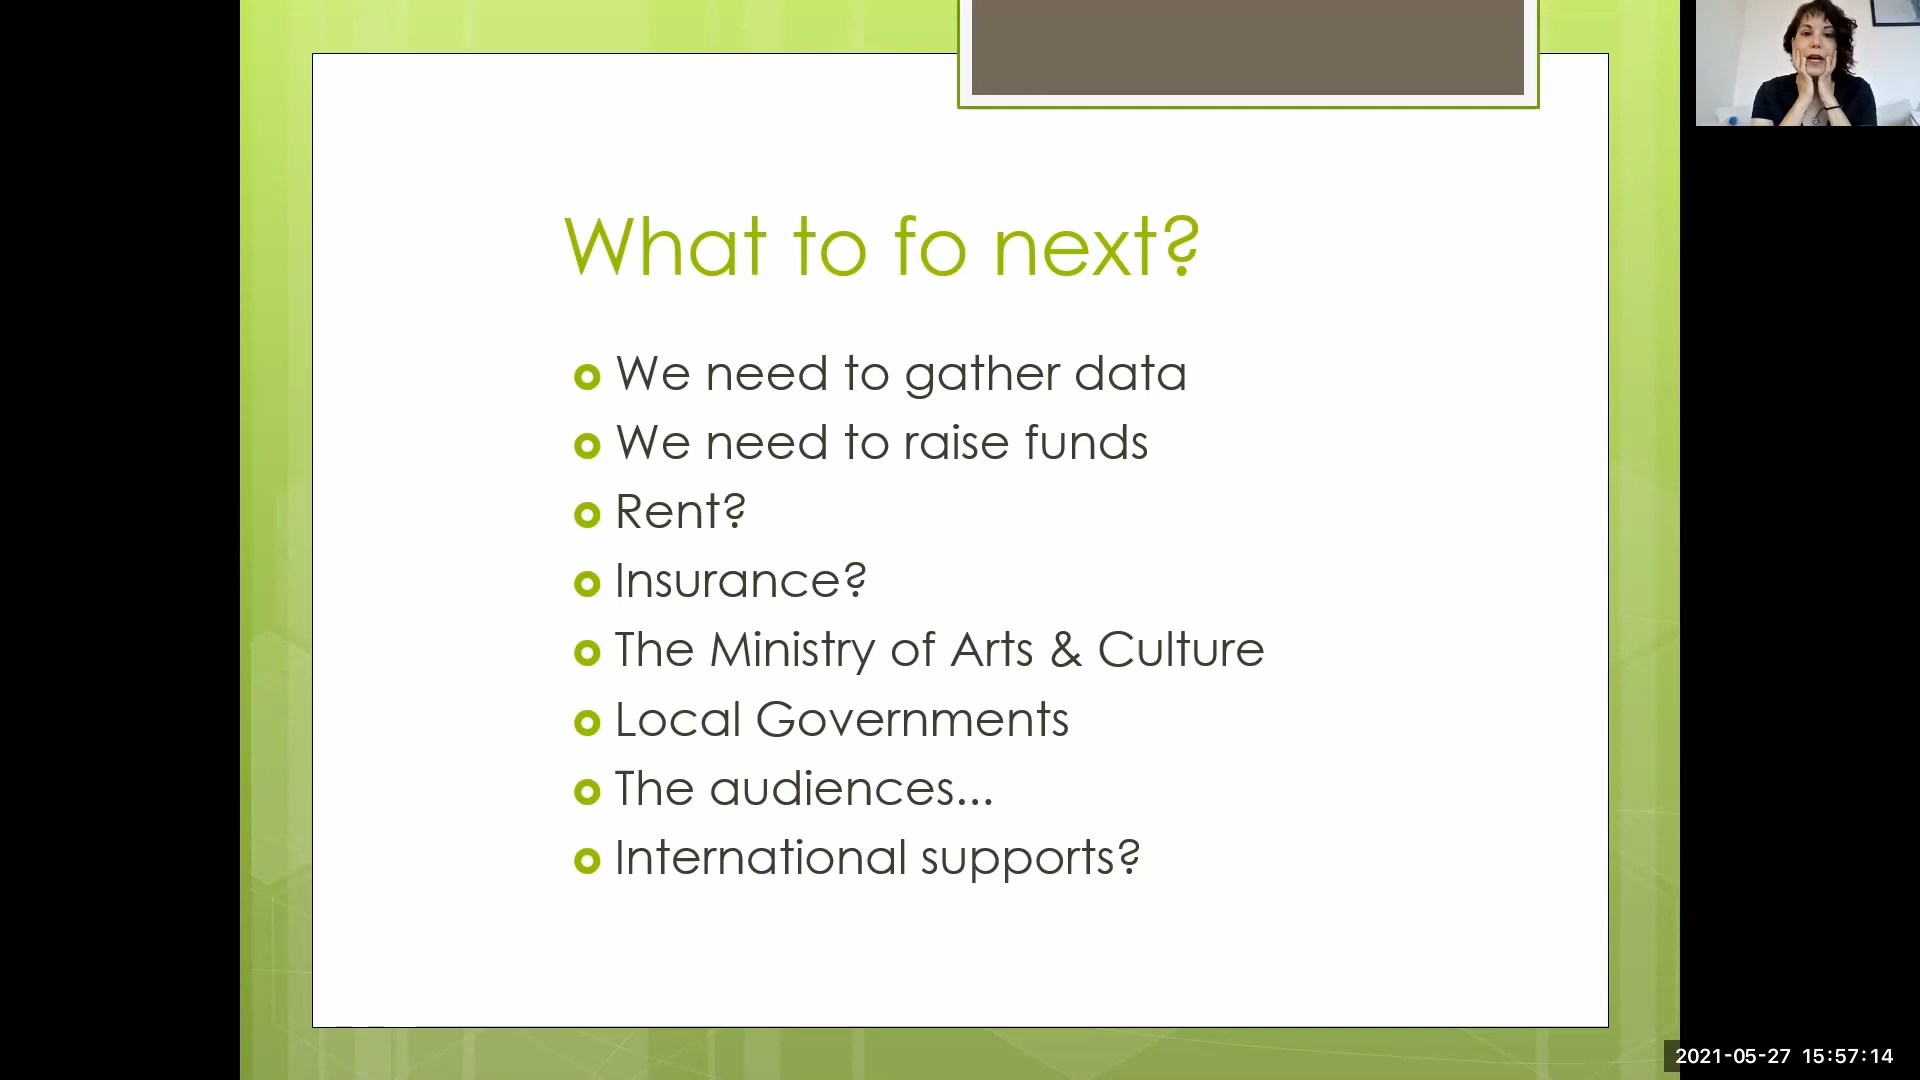 What to fo next?
We need to gather data
We need to raise funds
Rent?
Insurance?
The Ministry of Arts & Culture
Local Governments
The audiences...
International supports?
2021-05-27 15:57:14